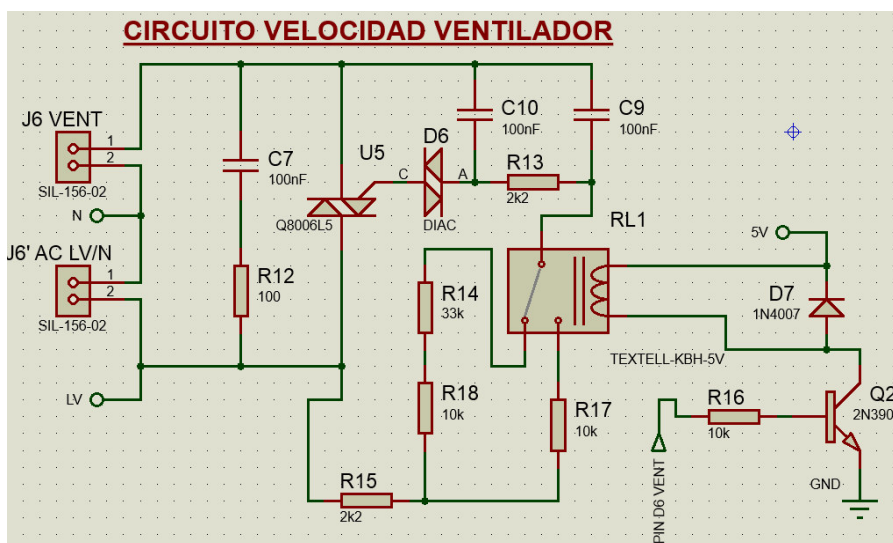 CIRCUITO VELOCIDAD VENTILADOR
J6 VENT
1
2
SIL-156-02
N
J6' AC LV/N
1
2
SIL-156-02
LV
C7
100nF
R12
100
U5
Q8006L5
D6
C
A
DIAC
C10
100nF
C9
100nF
R13
2k2
RL1
TEXTELL-KBH-5V
R14
33k
R18
10k
R17
10k
R15
2k2
5V
D7
1N4007
R16
10k
Q2
2N390
GND
PIN D6 VENT